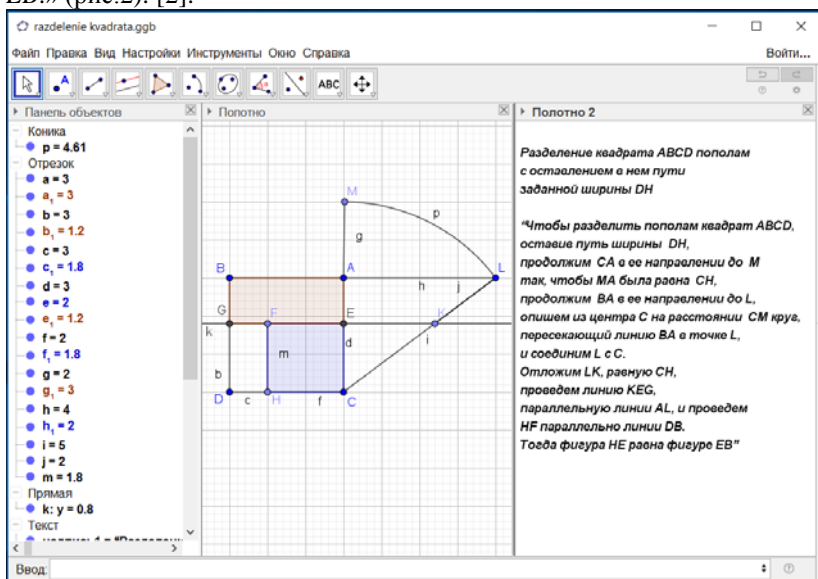 LD.» (рис.2). [2].
razdelenie kvadrata.ggb
Файл Правка Вид Настройки Инструменты Окно Справка
Войти...
ABC
Панель объектов
Полотно
Полотно 2
Коника
p = 4.61
Отрезок
a = 3
a₁ = 3
b = 3
b₁ = 1.2
c = 3
c₁ = 1.8
d = 3
e = 2
e₁ = 1.2
f = 2
f₁ = 1.8
g = 2
g₁ = 3
h = 4
h₁ = 2
i = 5
j = 2
m = 1.8
Прямая
k: y = 0.8
Текст
M
p
g
B
A
L
h
j
G
F
E
K
k
i
d
m
b
D
c
H
f
C
Разделение квадрата ABCD пополам
с оставлением в нем пути
заданной ширины DH
"Чтобы разделить пополам квадрат ABCD,
оставив путь ширины DH,
продолжим CA в ее направлении до M
так, чтобы MA была равна CH,
продолжим BA в ее направлении до L,
опишем из центра C на расстоянии CM круг,
пересекающий линию BA в точке L,
и соединим L с C.
Отложим LK, равную CH,
проведем линию KEG,
параллельную линии AL, и проведем
HF параллельно линии DB.
Тогда фигура HE равна фигуре EB"
Ввод: